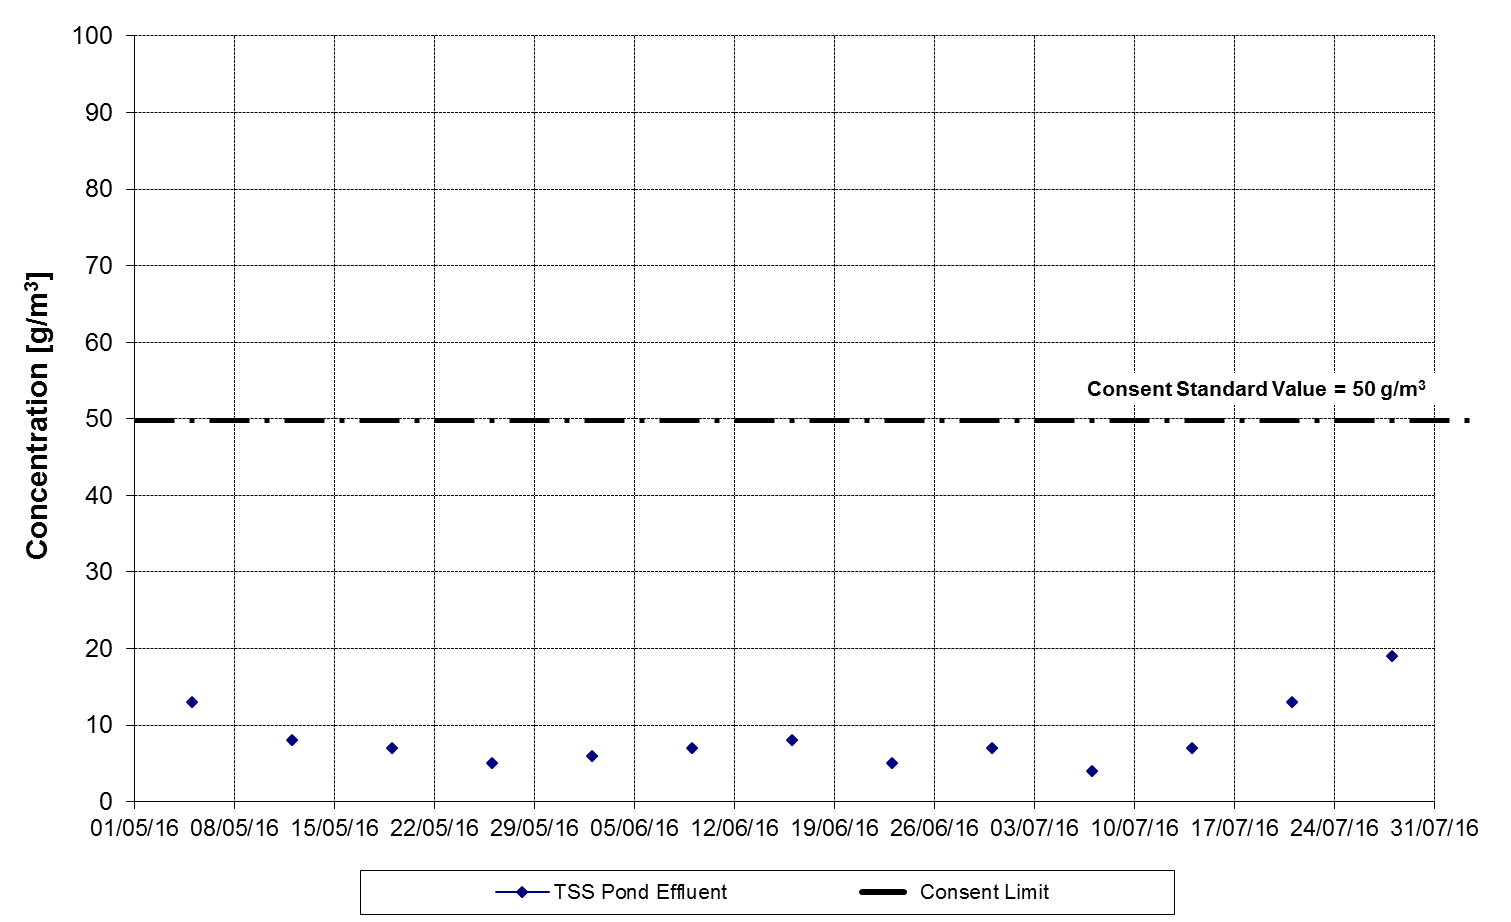 100
90
80
70
60
Consent Standard Value = 50 g/m³
50
40
30
20
10
0
Concentration [g/m³]
01/05/16 08/05/16 15/05/16 22/05/16 29/05/16 05/06/16 12/06/16 19/06/16 26/06/16 03/07/16 10/07/16 17/07/16 24/07/16 31/07/16
TSS Pond Effluent Consent Limit